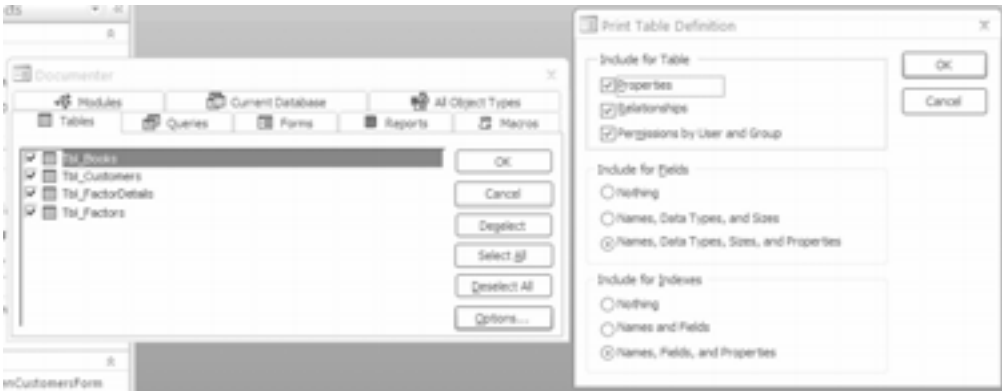 cts
Documenter
Modules
Current Database
All Object Types
Tables
Queries
Forms
Reports
Macros
Tbl_Books
Tbl_Customers
Tbl_FactorDetails
Tbl_Factors
OK
Cancel
Deselect
Select All
Deselect All
Options...
onCustomersForm
Print Table Definition
Include for Table
Properties
Relationships
Permissions by User and Group
OK
Cancel
Include for Fields
Nothing
Names, Data Types, and Sizes
Names, Data Types, Sizes, and Properties
Include for Indexes
Nothing
Names and Fields
Names, Fields, and Properties